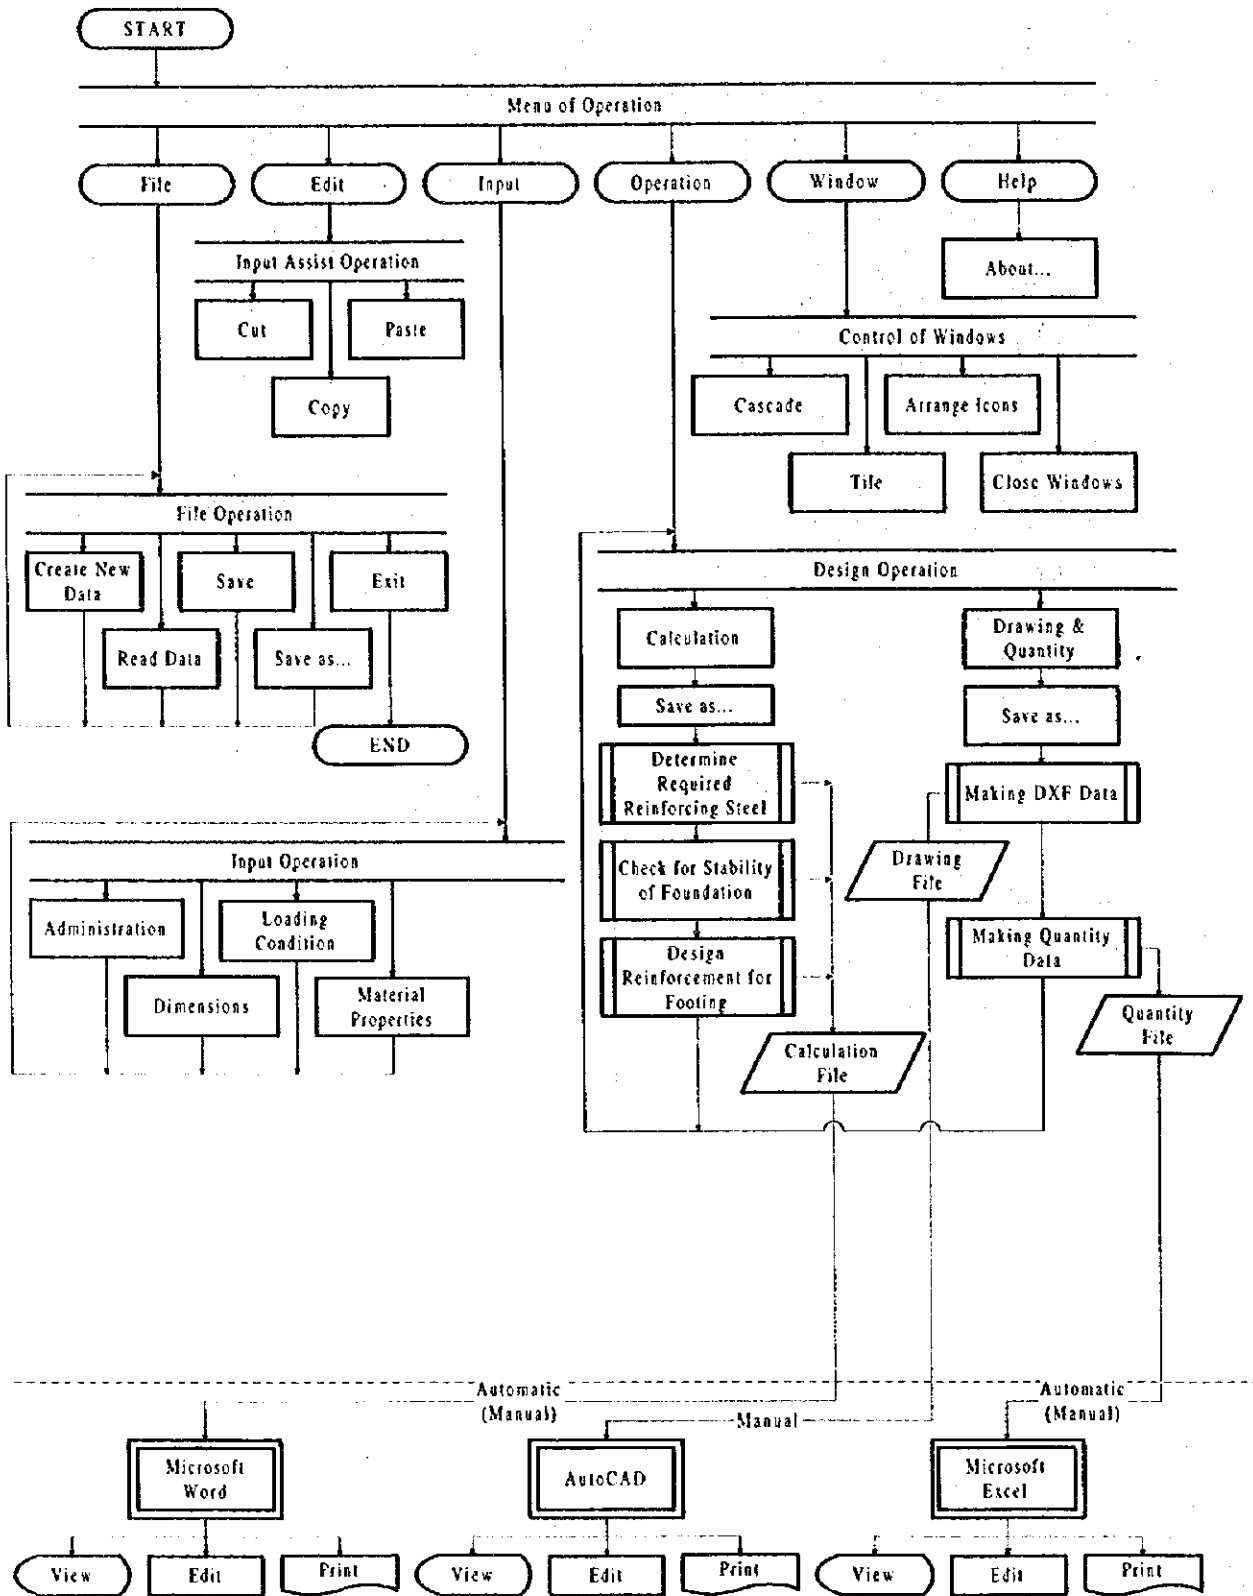 START
Menu of Operation
File
Edit
Input
Operation
Window
Help
Input Assist Operation
About...
Cut
Paste
Copy
Control of Windows
Cascade
Arrange Icons
Tile
Close Windows
File Operation
Create New
Data
Save
Exit
Read Data
Save as...
END
Design Operation
Calculation
Drawing &
Quantity
Save as...
Save as...
Determine
Required
Reinforcing Steel
Making DXF Data
Input Operation
Check for Stability
of Foundation
Drawing
File
Administration
Loading
Condition
Design
Reinforcement for
Footing
Making Quantity
Data
Dimensions
Material
Properties
Quantity
File
Calculation
File
Automatic
(Manual)
Manual
Automatic
(Manual)
Microsoft
Word
AutoCAD
Microsoft
Excel
View
Edit
Print
View
Edit
Print
View
Edit
Print